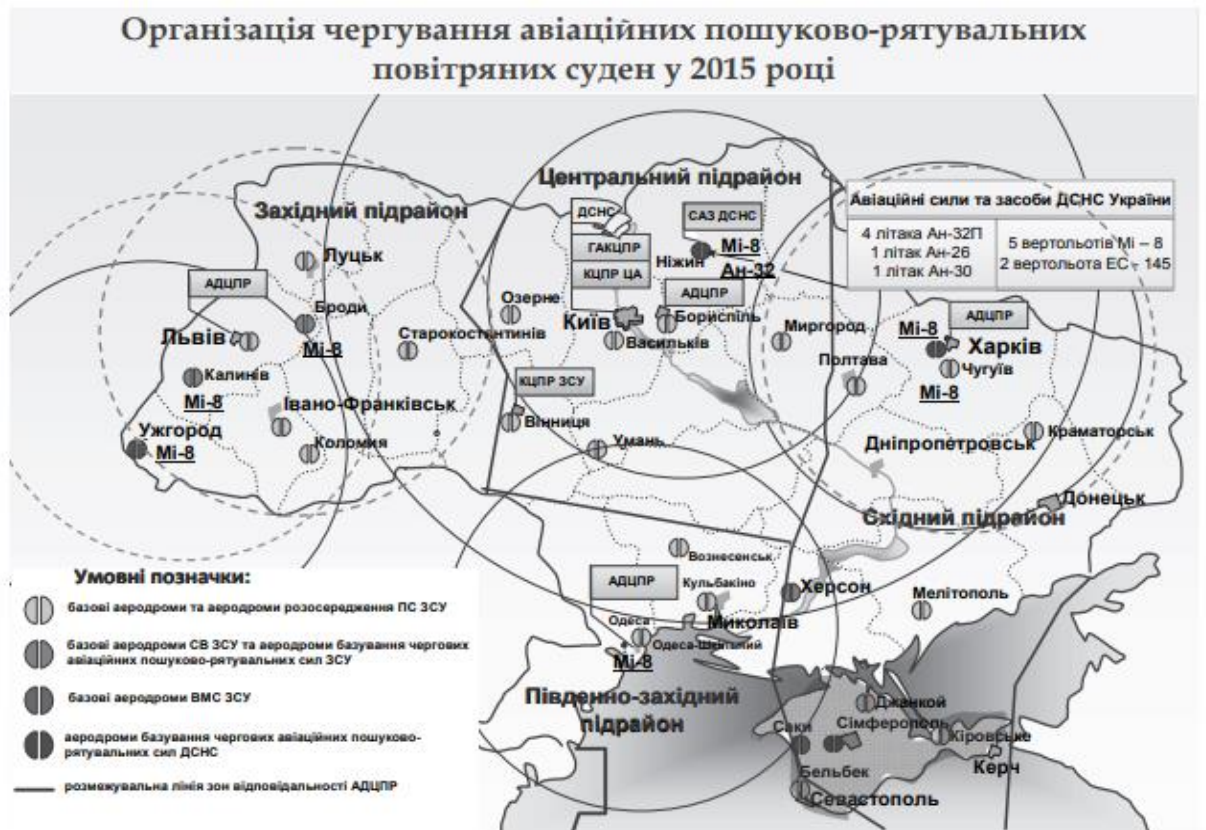 Організація чергування авіаційних пошуково-рятувальних
повітряних суден у 2015 році
Центральний підрайон
Західний підрайон
ДСНС
САЗ ДСНС
Авіаційні сили та засоби ДСНС України
4 літака Ан-32П
1 літак Ан-26
1 літак Ан-30
5 вертольотів Мі – 8
2 вертольота ЕС - 145
ГАКЦПР
КЦПР ЦА
Ніжин
Мі-8
Ан-32
Луцьк
АДЦПР
Броди
Озерне
АДЦПР
Бориспіль
Київ
Васильків
Миргород
Мі-8
АДЦПР
Харків
Львів
Мі-8
Старокостянтинів
Полтава
Чугуїв
Мі-8
Калинів
Мі-8
КЦПР ЗСУ
Івано-Франківськ
Вінниця
Ужгород
Мі-8
Коломия
Умань
Дніпропетровськ
Краматорськ
Донецьк
Східний підрайон
Вознесенськ
АДЦПР
Кульбакіно
Херсон
Мелітополь
Миколаїв
Одеса
Одеса-Шкільний
Мі-8
Південно-західний
підрайон
Джанкой
Саки
Сімферополь
Кіровське
Керч
Бельбек
Севастополь
Умовні позначки:
базові аеродроми та аеродроми розосередження ПС ЗСУ
базові аеродроми СВ ЗСУ та аеродроми базування чергових
авіаційних пошуково-рятувальних сил ЗСУ
базові аеродроми ВМС ЗСУ
аеродроми базування чергових авіаційних пошуково-
рятувальних сил ДСНС
розмежувальна лінія зон відповідальності АДЦПР